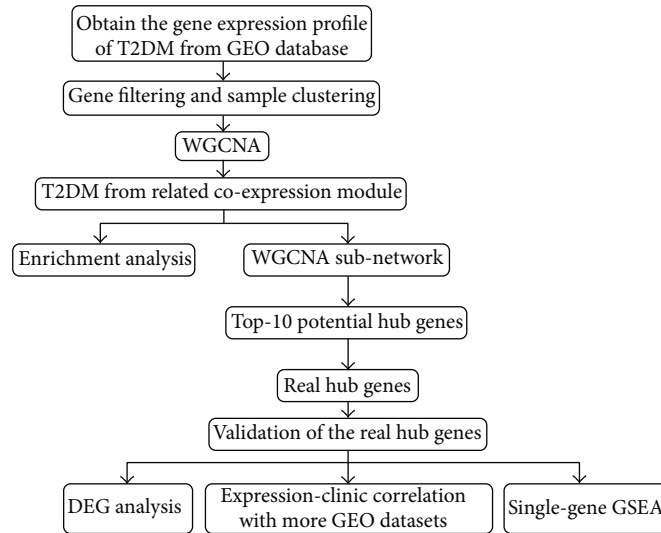 Obtain the gene expression profile
of T2DM from GEO database
Gene filtering and sample clustering
WGCNA
T2DM from related co-expression module
Enrichment analysis
WGCNA sub-network
Top-10 potential hub genes
Real hub genes
Validation of the real hub genes
DEG analysis
Expression-clinic correlation
with more GEO datasets
Single-gene GSEA